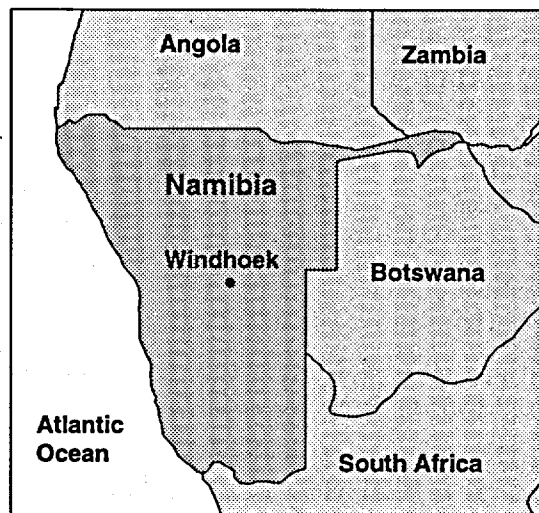 Angola
Zambia
Namibia
Windhoek
Botswana
Atlantic
Ocean
South Africa